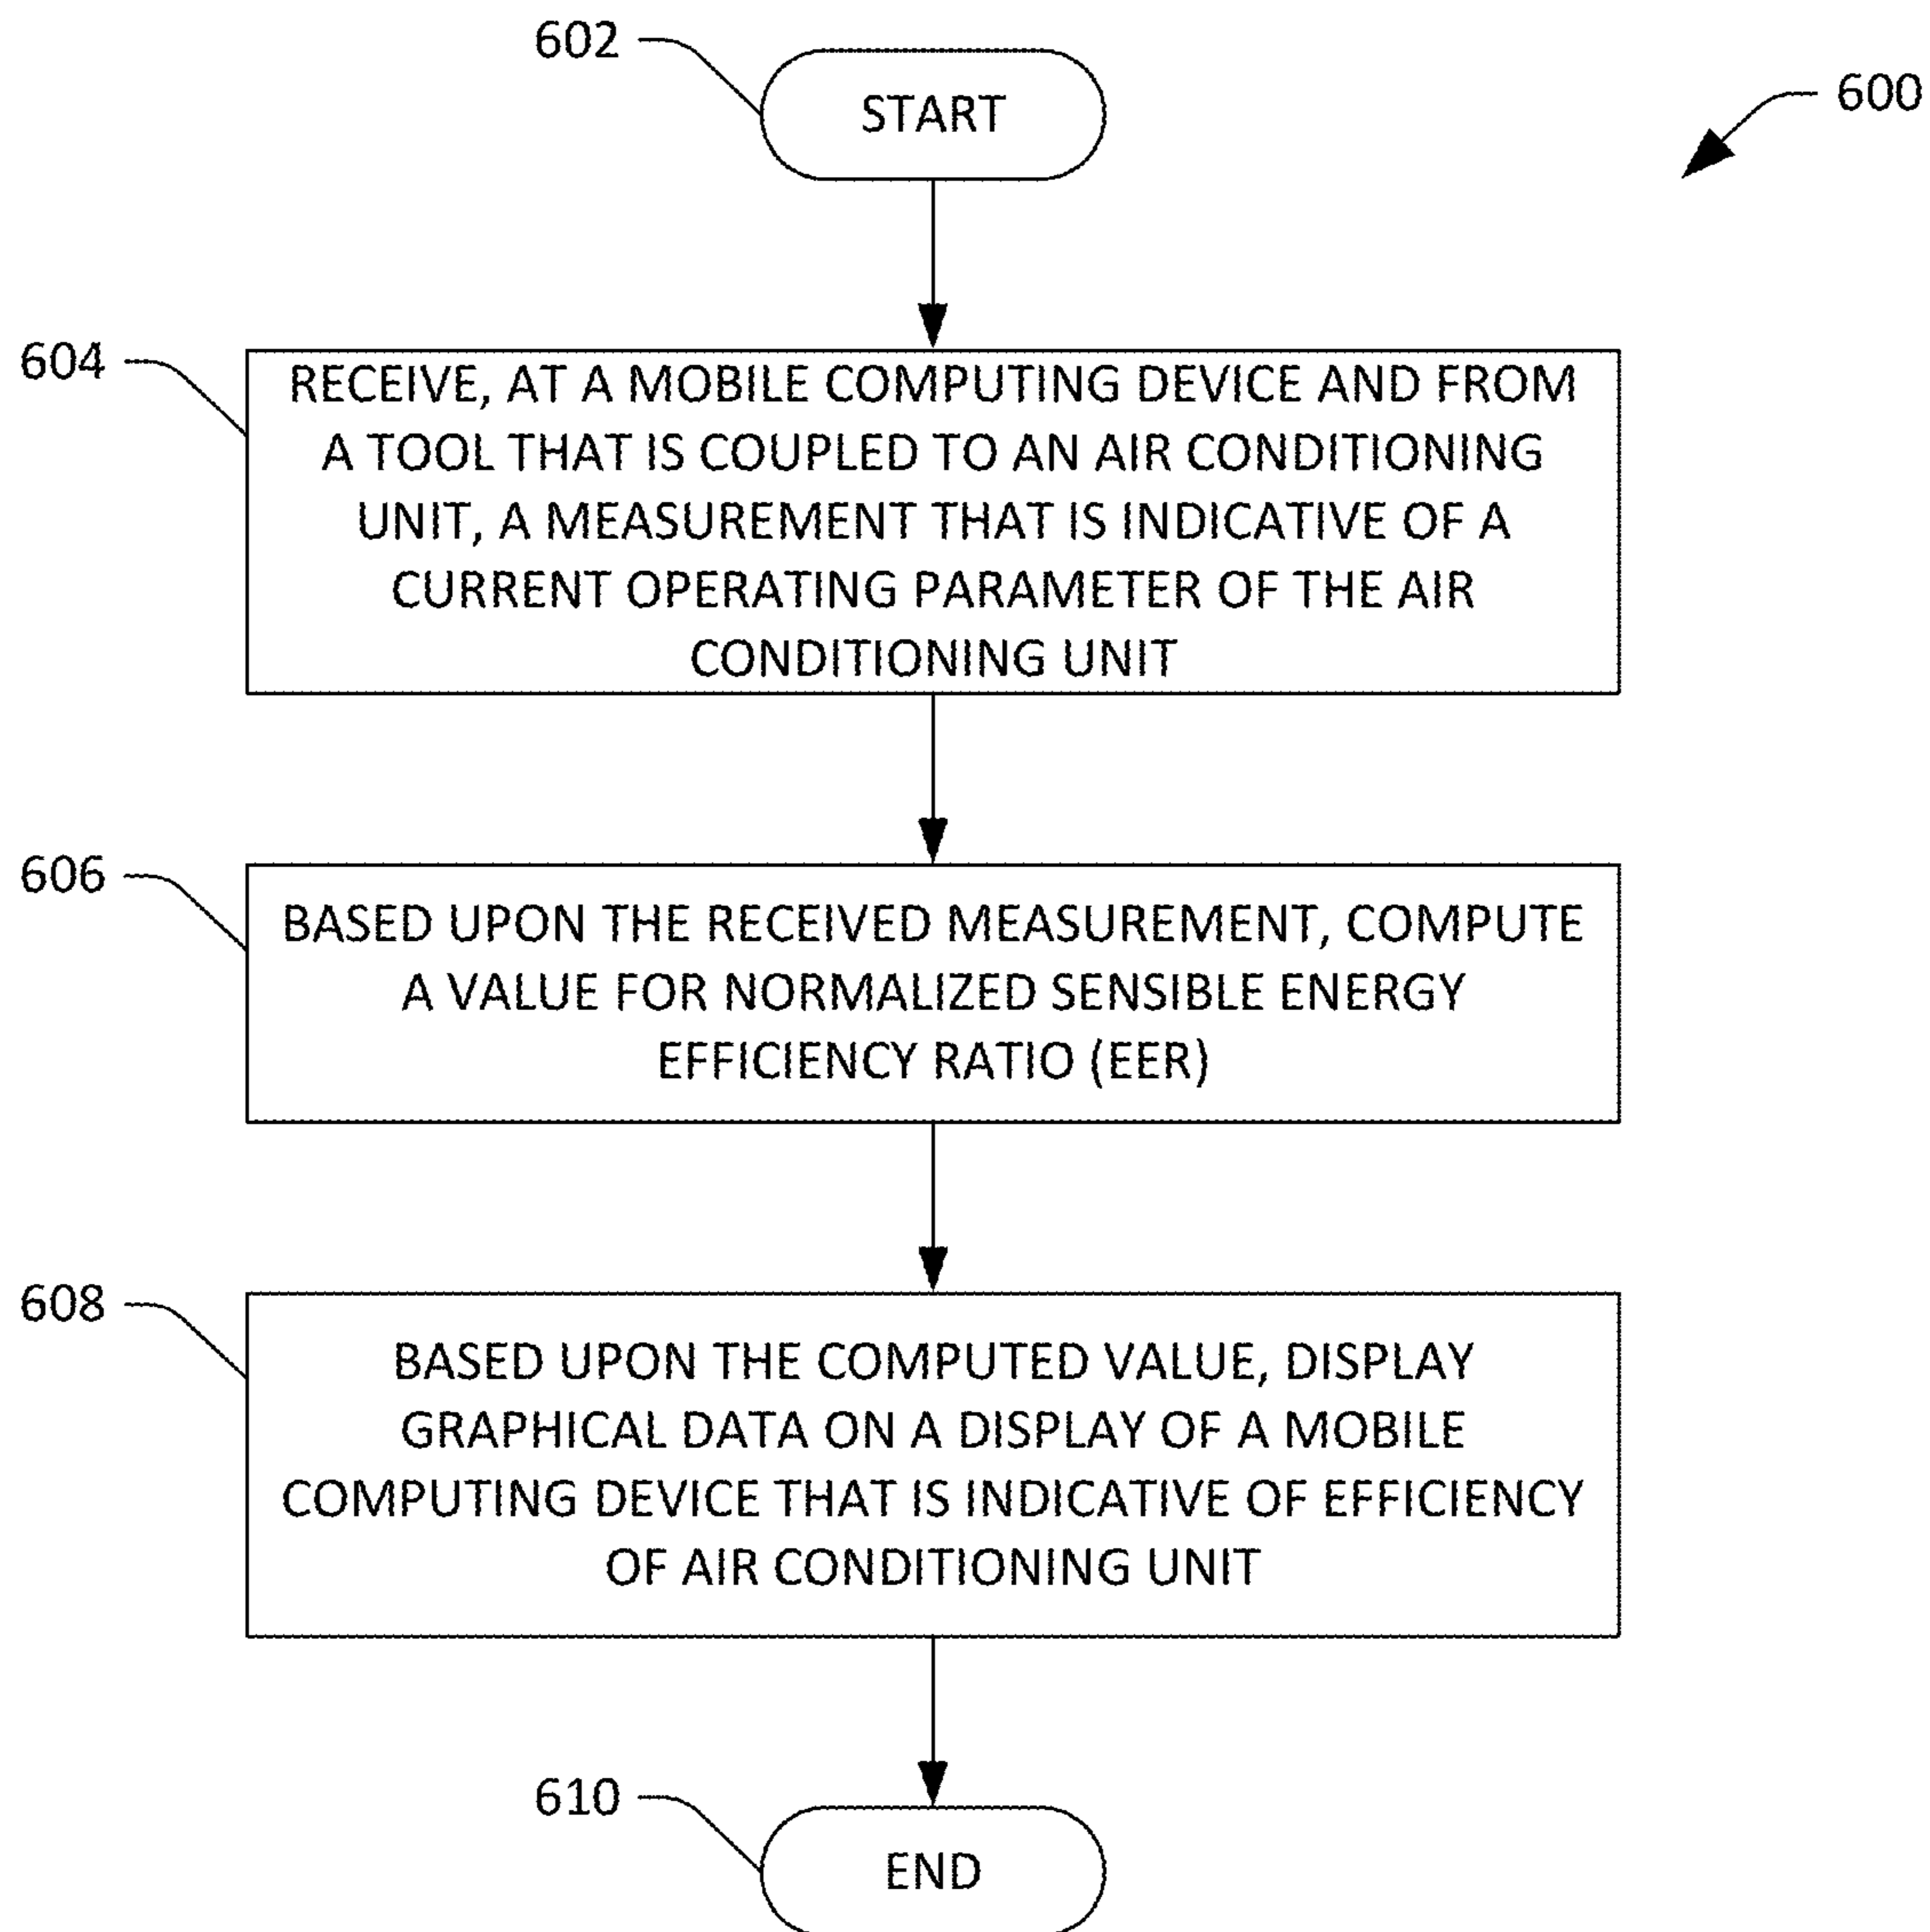 602
START
600
604
RECEIVE, AT A MOBILE COMPUTING DEVICE AND FROM
A TOOL THAT IS COUPLED TO AN AIR CONDITIONING
UNIT, A MEASUREMENT THAT IS INDICATIVE OF A
CURRENT OPERATING PARAMETER OF THE AIR
CONDITIONING UNIT
606
BASED UPON THE RECEIVED MEASUREMENT, COMPUTE
A VALUE FOR NORMALIZED SENSIBLE ENERGY
EFFICIENCY RATIO (EER)
608
BASED UPON THE COMPUTED VALUE, DISPLAY
GRAPHICAL DATA ON A DISPLAY OF A MOBILE
COMPUTING DEVICE THAT IS INDICATIVE OF EFFICIENCY
OF AIR CONDITIONING UNIT
610
END